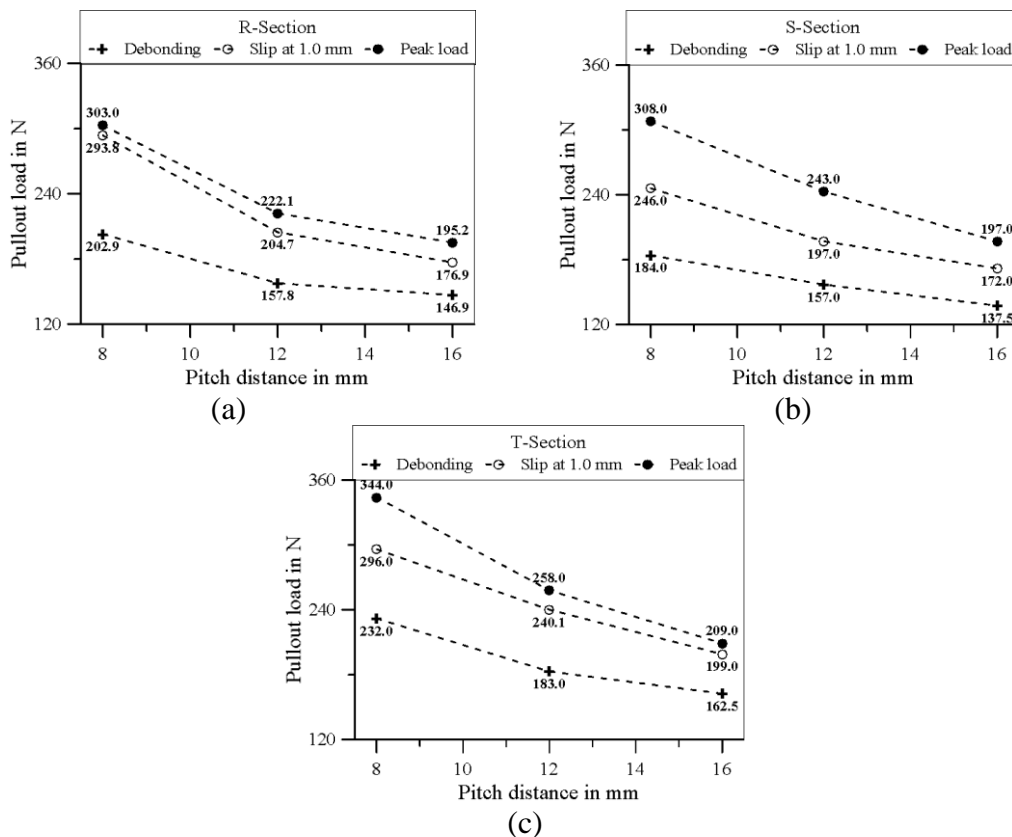 R-Section
Debonding Slip at 1.0 mm Peak load
Pullout load in N
360
240
120
303.0
293.8
202.9
222.1
204.7
157.8
195.2
176.9
146.9
8 10 12 14 16
Pitch distance in mm
(a)
S-Section
Debonding Slip at 1.0 mm Peak load
Pullout load in N
360
240
120
308.0
246.0
184.0
243.0
197.0
157.0
197.0
172.0
137.5
8 10 12 14 16
Pitch distance in mm
(b)
T-Section
Debonding Slip at 1.0 mm Peak load
Pullout load in N
360
240
120
344.0
296.0
232.0
258.0
240.1
183.0
209.0
199.0
162.5
8 10 12 14 16
Pitch distance in mm
(c)